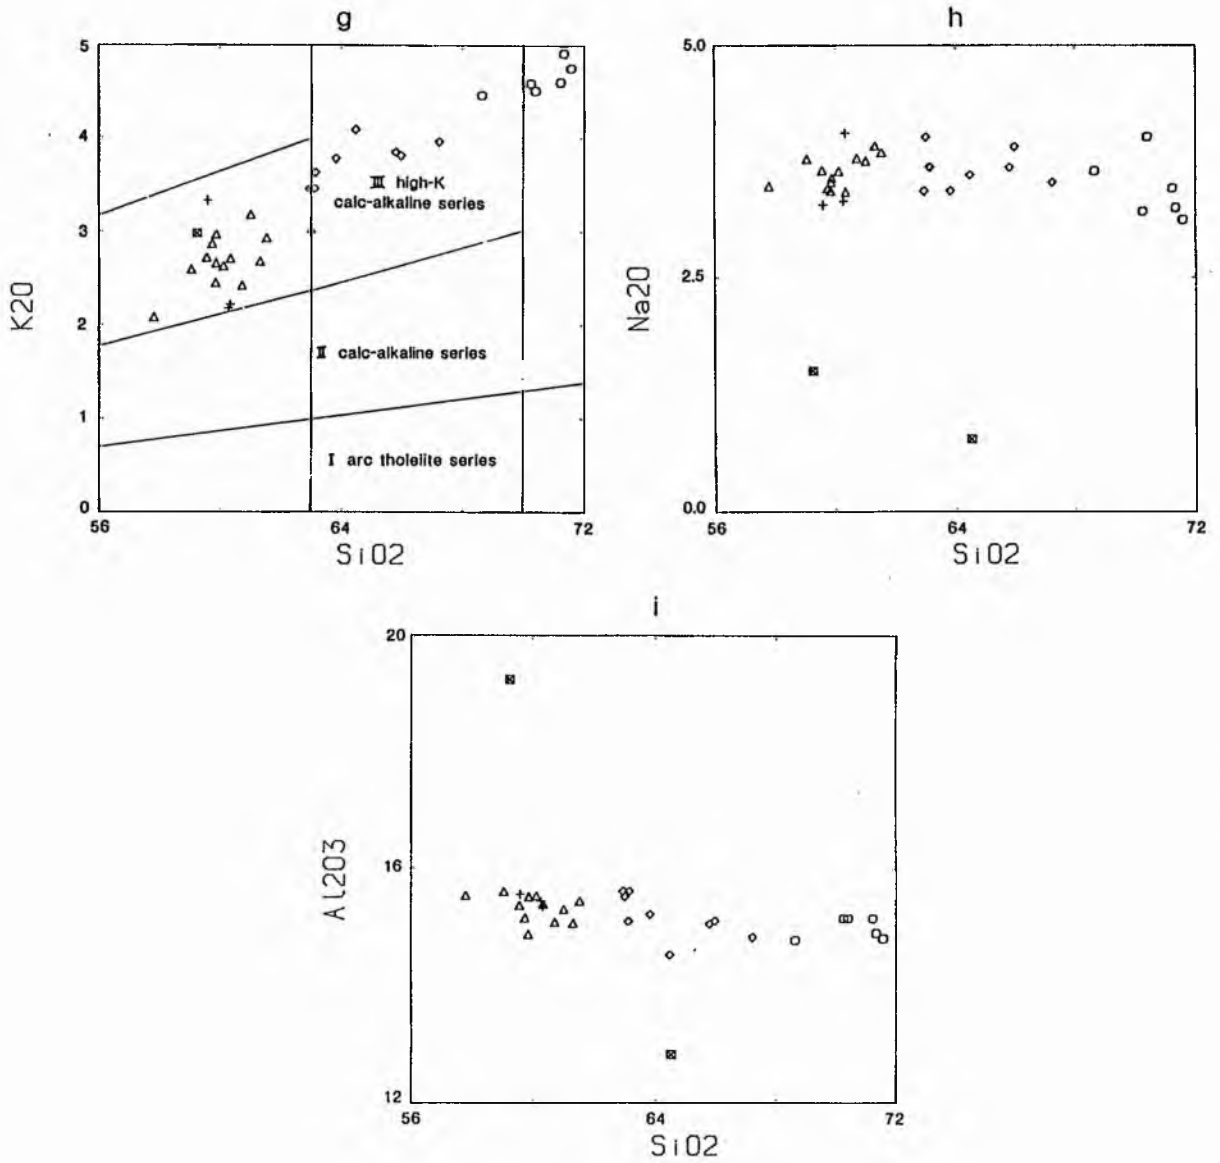 g
5
4
3
2
1
0
K2O
III high-K
calc-alkaline series
II calc-alkaline series
I arc tholeiite series
56
64
72
SiO2
h
5.0
2.5
0.0
Na2O
56
64
72
SiO2
i
20
16
12
Al2O3
56
64
72
SiO2